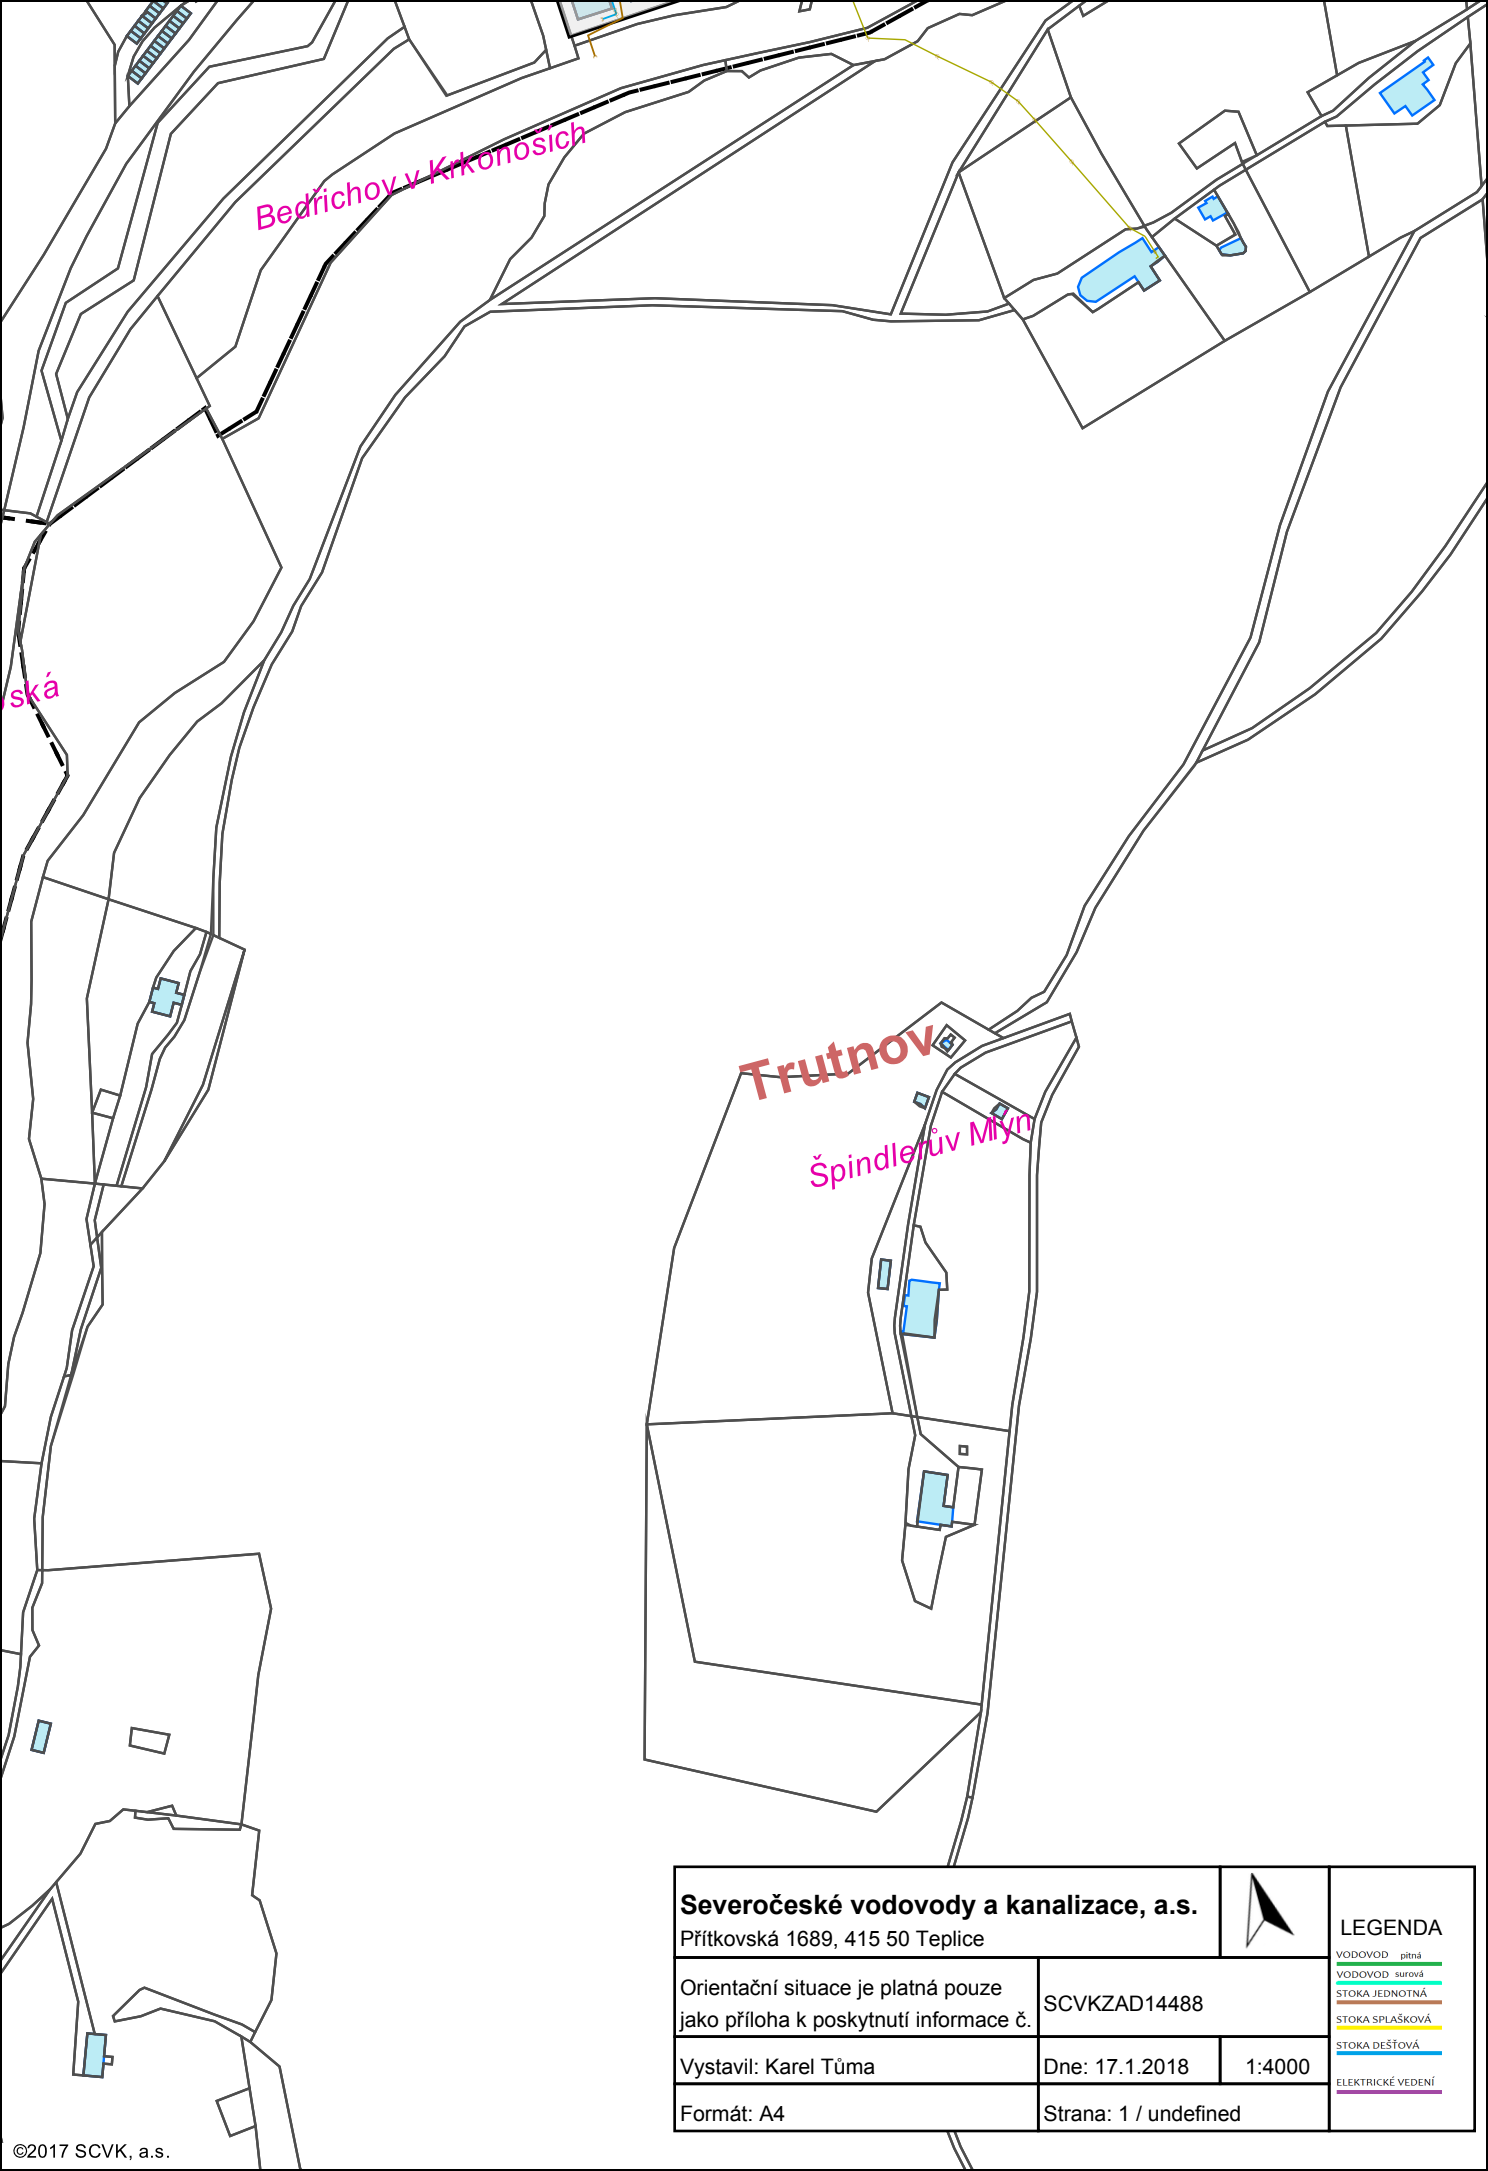 Bedřichov v Krkonoších
ská
Trutnov
Špindlerův Mlýn
Severočeské vodovody a kanalizace, a.s.
Přítkovská 1689, 415 50 Teplice
Orientační situace je platná pouze
jako příloha k poskytnutí informace č.
SCVKZAD14488
Vystavil: Karel Tůma
Dne: 17.1.2018
1:4000
Formát: A4
Strana: 1 / undefined
LEGENDA
VODOVOD pitná
VODOVOD surová
STOKA JEDNOTNÁ
STOKA SPLAŠKOVÁ
STOKA DEŠŤOVÁ
ELEKTRICKÉ VEDENÍ
©2017 SCVK, a.s.